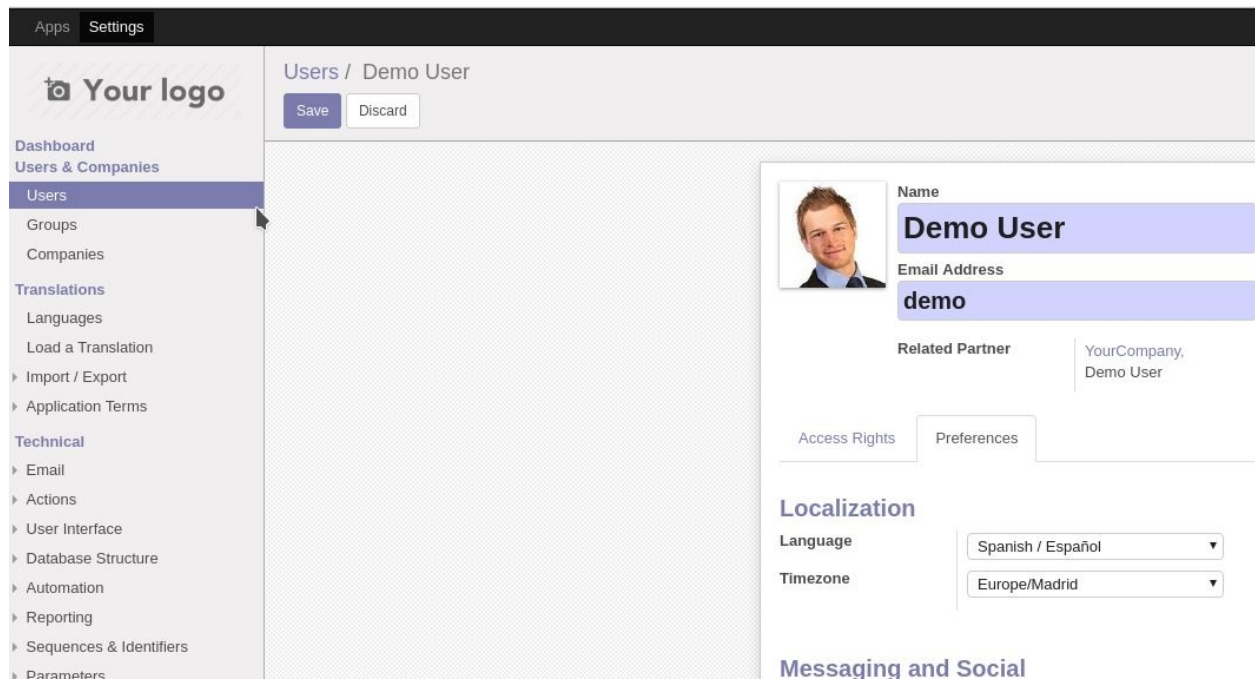 Apps Settings
Your logo
Users / Demo User
Save Discard
Dashboard
Users & Companies
Users
Groups
Companies
Translations
Languages
Load a Translation
Import / Export
Application Terms
Technical
Email
Actions
User Interface
Database Structure
Automation
Reporting
Sequences & Identifiers
Parameters
Name
Demo User
Email Address
demo
Related Partner YourCompany,
Demo User
Access Rights Preferences
Localization
Language Spanish / Español
Timezone Europe/Madrid
Messaging and Social